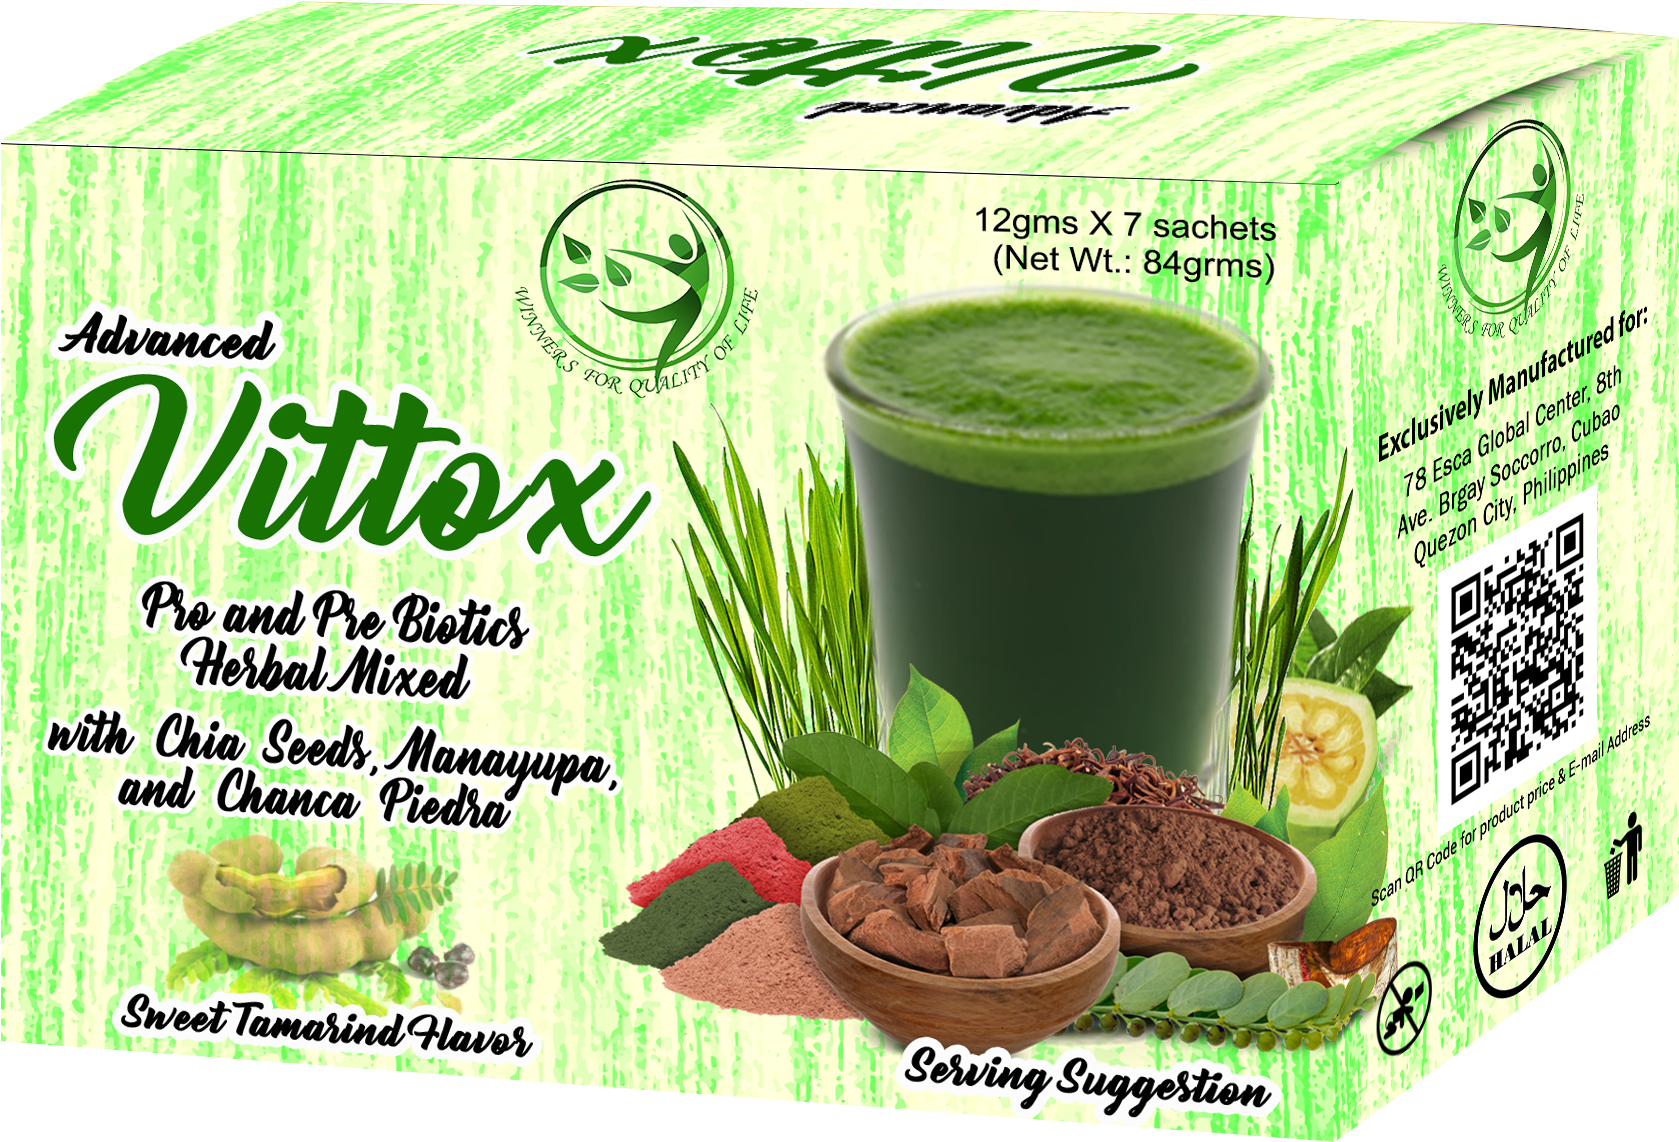 Vittox
Advanced
WINNERS FOR QUALITY OF LIFE
12gms X 7 sachets
(Net Wt.: 84grms)
Advanced
Vittox
Pro and Pre Biotics
Herbal Mixed
with Chia Seeds, Manayupa,
and Chanca Piedra
Sweet Tamarind Flavor
Serving Suggestion
WINNERS FOR QUALITY OF LIFE
Exclusively Manufactured for:
78 Esca Global Center, 8th
Ave. Brgay Soccorro, Cubao
Quezon City, Philippines
Scan QR Code for product price & E-mail Address
حلال
HALAL